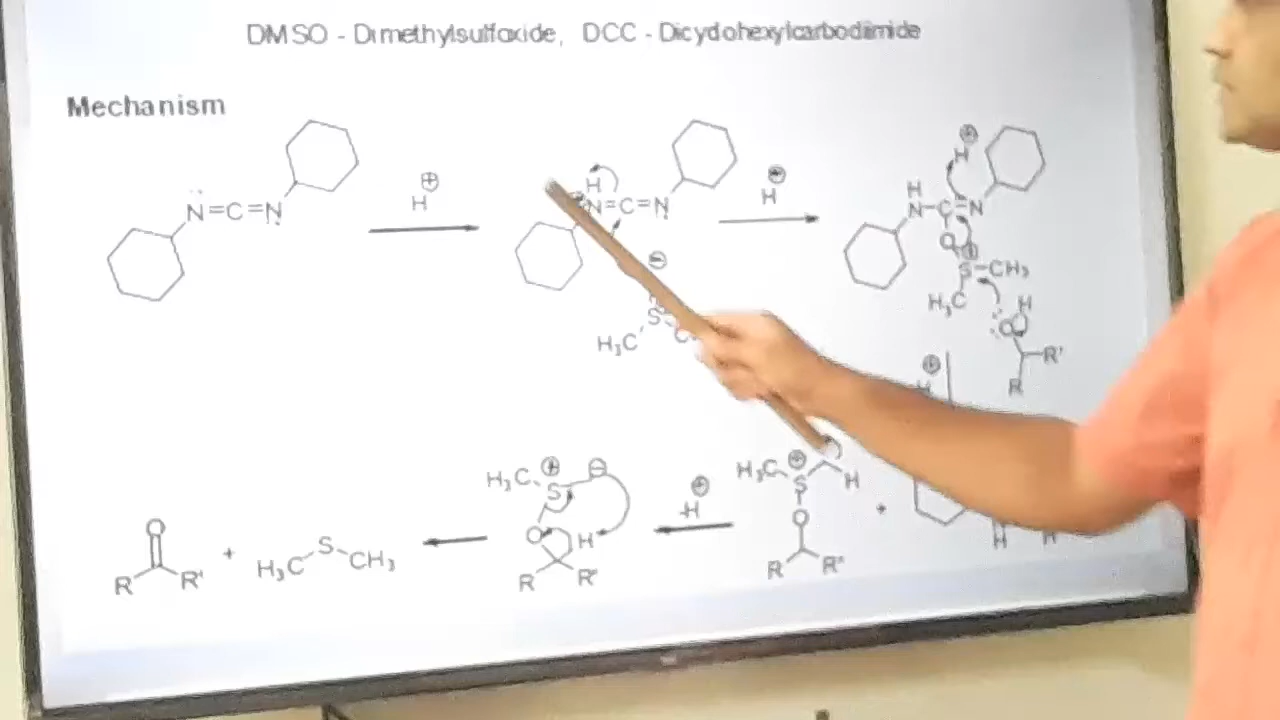 DMSO - Dimethylsulfoxide, DCC - Dicyclohexylcarbodiimide
Mechanism
N=C=N
H ⊕
H
N=C=N
⊖
S
H₃C
C
H ⊕
H ⊕
H
N-C=N
O ⊕
S-CH₃
H₃C
H
O
R'
R
⊕
H
H₃C ⊕ H
S
O
R R'
+
H H
⊕
-H
H₃C ⊕ ⊖
S
O H
R R'
O
R R'
+
S
H₃C CH₃